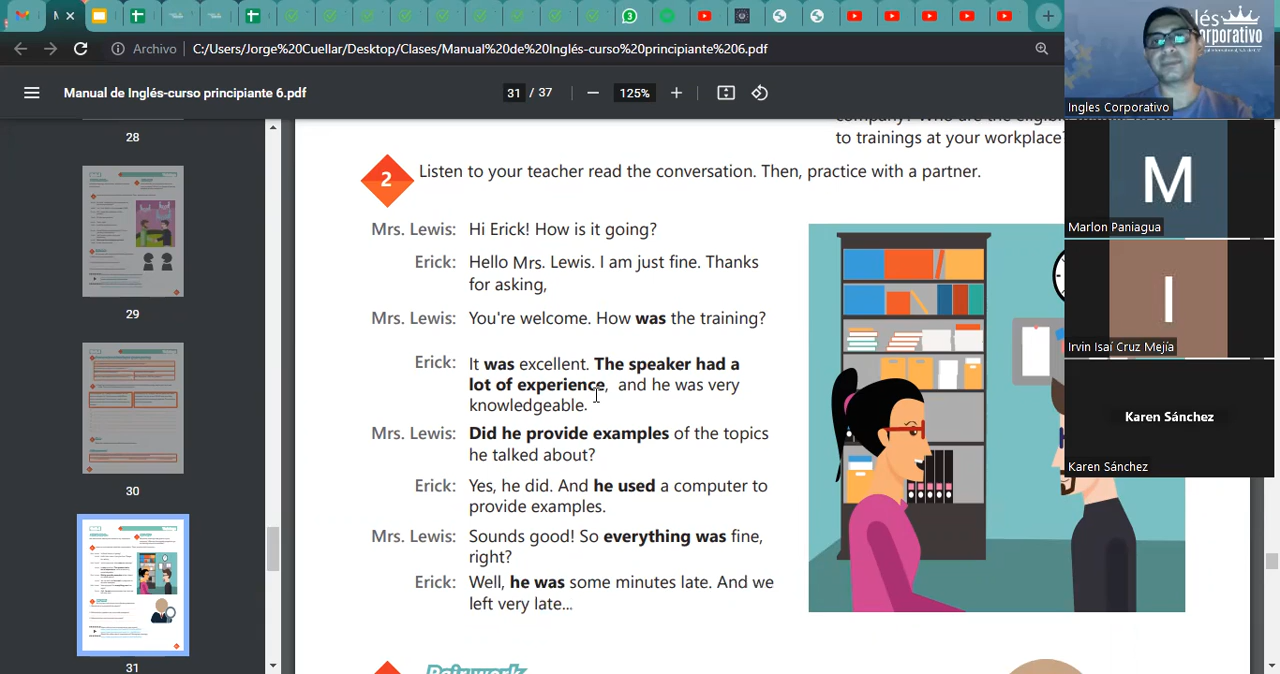 M
3
Archivo
C:/Users/Jorge%20Cuellar/Desktop/Clases/Manual%20de%20Inglés-curso%20principiante%206.pdf
Manual de Inglés-curso principiante 6.pdf
31 / 37
125%
28
29
30
31
to trainings at your workplace?
2
Listen to your teacher read the conversation. Then, practice with a partner.
Mrs. Lewis: Hi Erick! How is it going?
Erick: Hello Mrs. Lewis. I am just fine. Thanks
for asking,
Mrs. Lewis: You're welcome. How was the training?
Erick: It was excellent. The speaker had a
lot of experience, and he was very
knowledgeable.
Mrs. Lewis: Did he provide examples of the topics
he talked about?
Erick: Yes, he did. And he used a computer to
provide examples.
Mrs. Lewis: Sounds good! So everything was fine,
right?
Erick: Well, he was some minutes late. And we
left very late...
Pairwork
Ingles Corporativo
M
Marlon Paniagua
I
Irvin Isaí Cruz Mejía
Karen Sánchez
Karen Sánchez